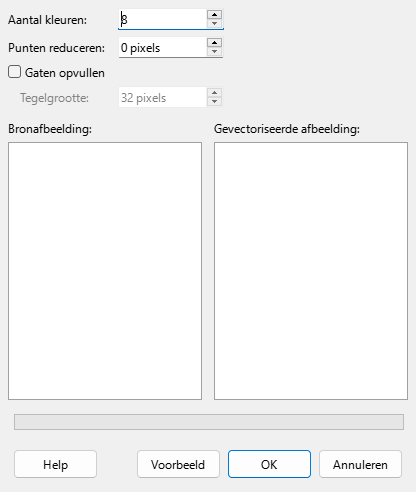 Aantal kleuren: 8
Punten reduceren: 0 pixels
Gaten opvullen
Tegelgrootte: 32 pixels
Bronafbeelding: Gevectoriseerde afbeelding:
Help Voorbeeld OK Annuleren